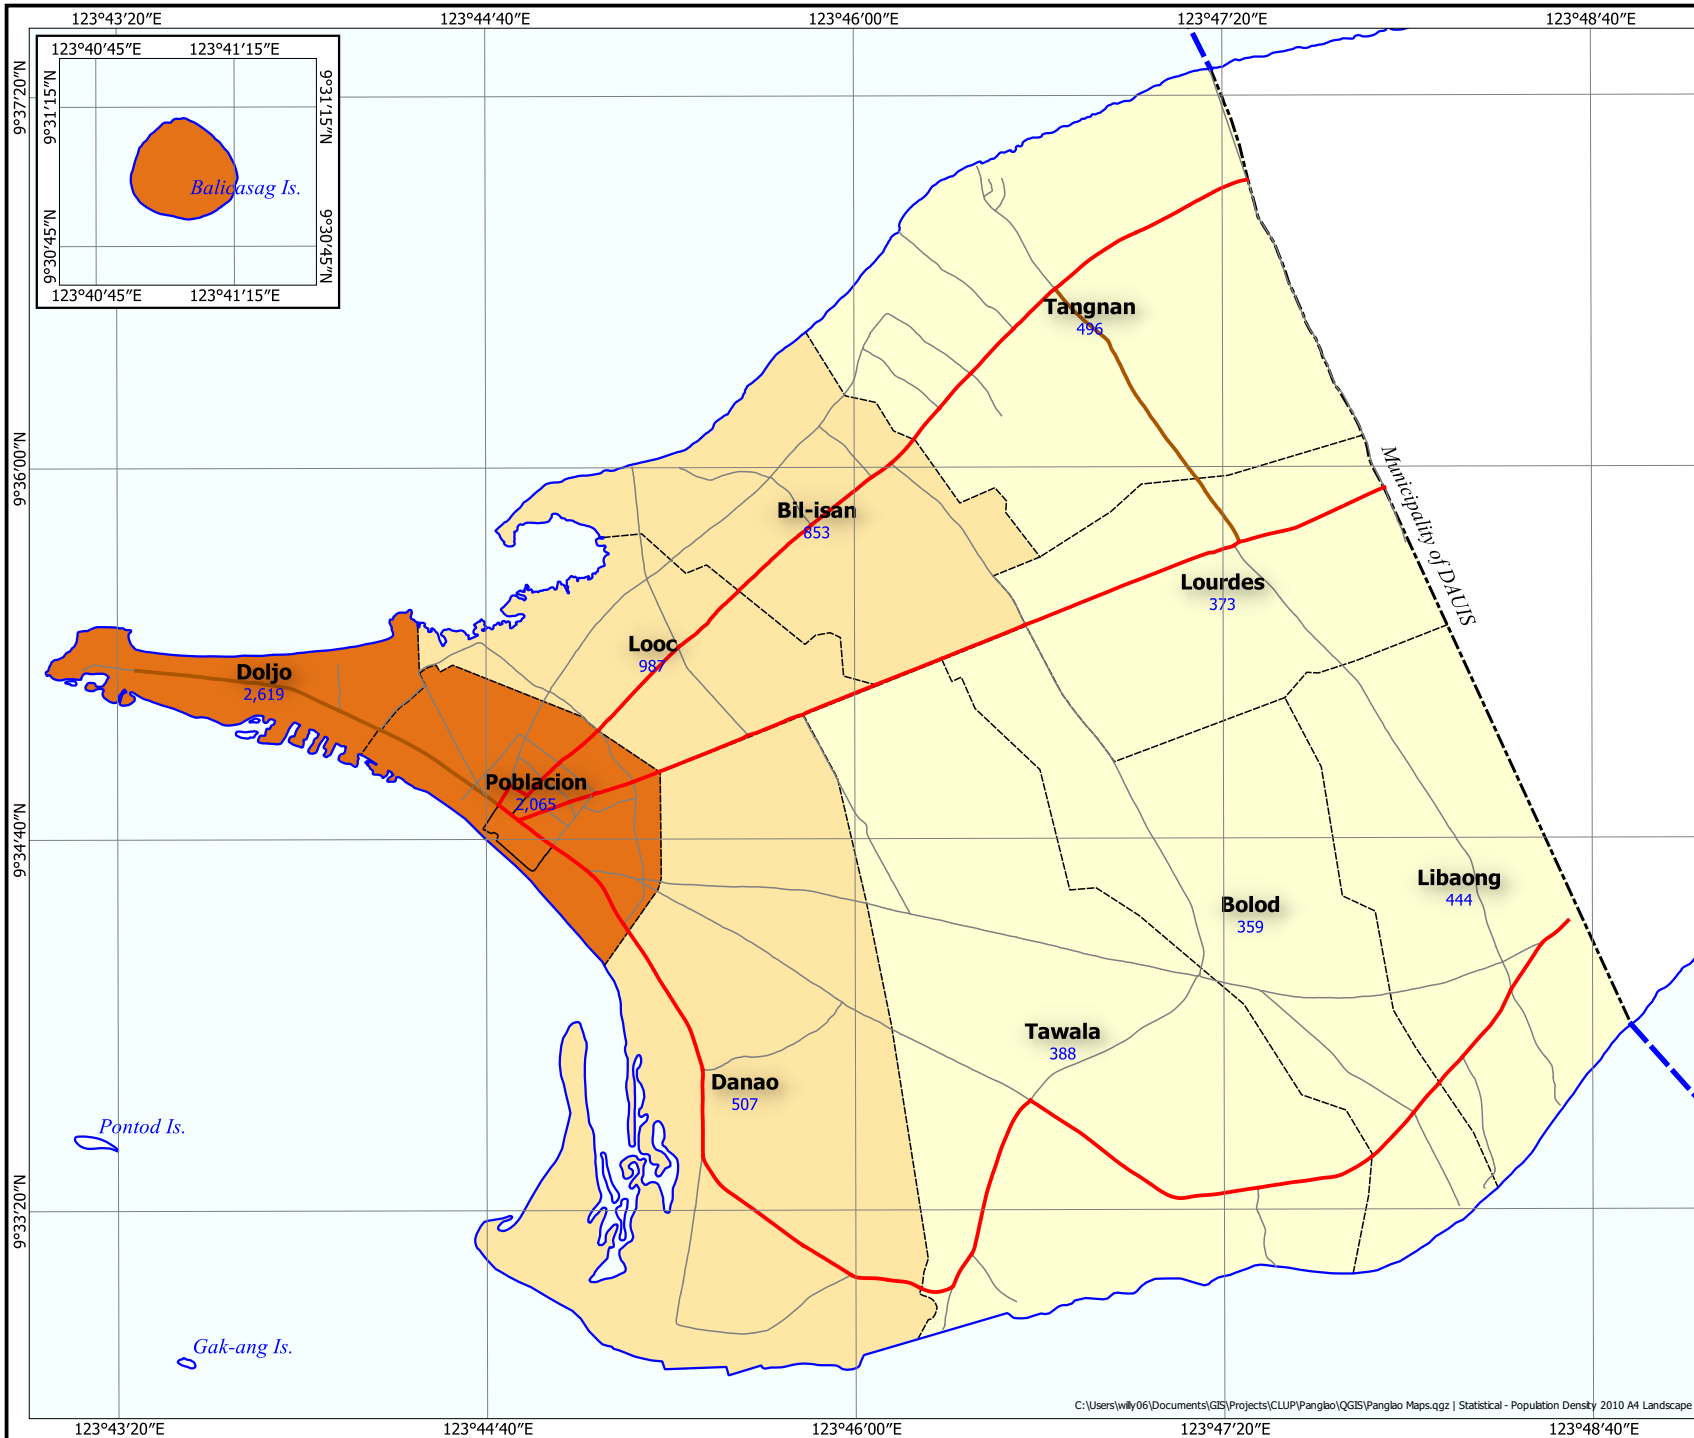 123°43′20″E 123°44′40″E 123°46′00″E 123°47′20″E 123°48′40″E
123°40′45″E 123°41′15″E
9°31′15″N
9°31′15″N
Balicasag Is.
9°30′45″N
9°30′45″N
123°40′45″E 123°41′15″E
9°37′20″N
Tangnan
496
9°36′00″N
Municipality of DAUIS
Bil-isan
853
Lourdes
373
Looc
987
Doljo
2,619
Poblacion
2,065
9°34′40″N
Libaong
444
Bolod
359
Tawala
388
Danao
507
Pontod Is.
9°33′20″N
Gak-ang Is.
C:\Users\willy06\Documents\GIS\Projects\CLUP\Panglao\QGIS\Panglao Maps.qgz | Statistical - Population Density 2010 A4 Landscape
123°43′20″E 123°44′40″E 123°46′00″E 123°47′20″E 123°48′40″E